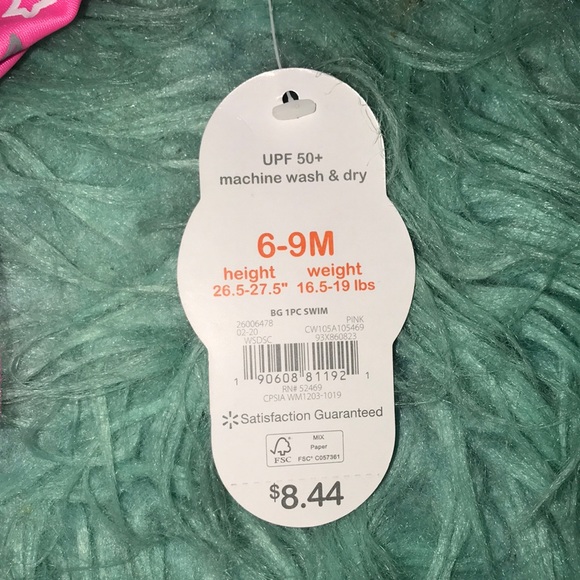 UPF 50+
machine wash & dry
6-9M
height weight
26.5-27.5" 16.5-19 lbs
BG 1PC SWIM
26006478 PINK
02-20 CW105A105469
WSDSC 93X860823
1 90608 81192 1
RN# 52469
CPSIA WM1203-1019
Satisfaction Guaranteed
FSC
MIX
Paper
FSC® C057361
$8.44